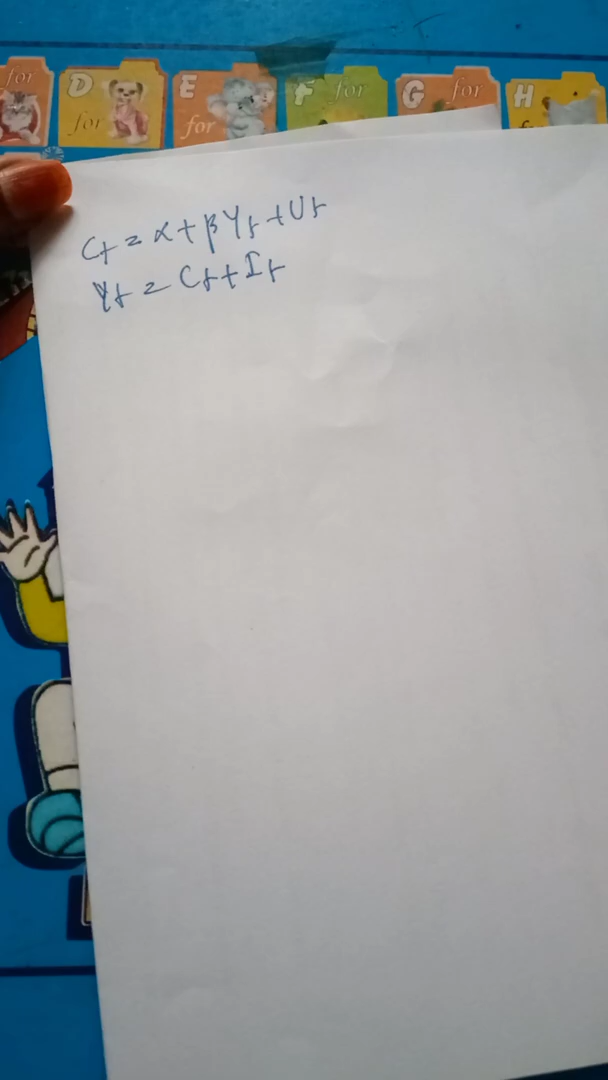 for D for E for F for G for H f
Ct = α + βYt + Ut
Yt = Ct + It